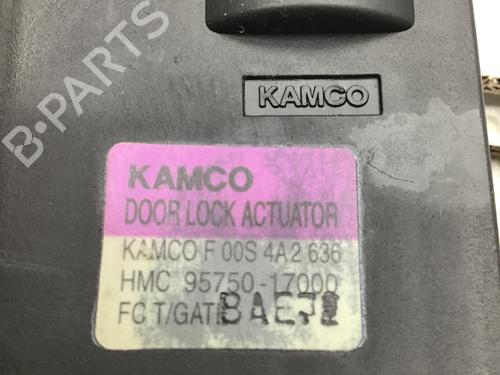 B-PARTS
KAMCO
KAMCO
DOOR LOCK ACTUATOR
KAMCO F 00S 4A2 636
HMC 95750-17000
FC T/GATE